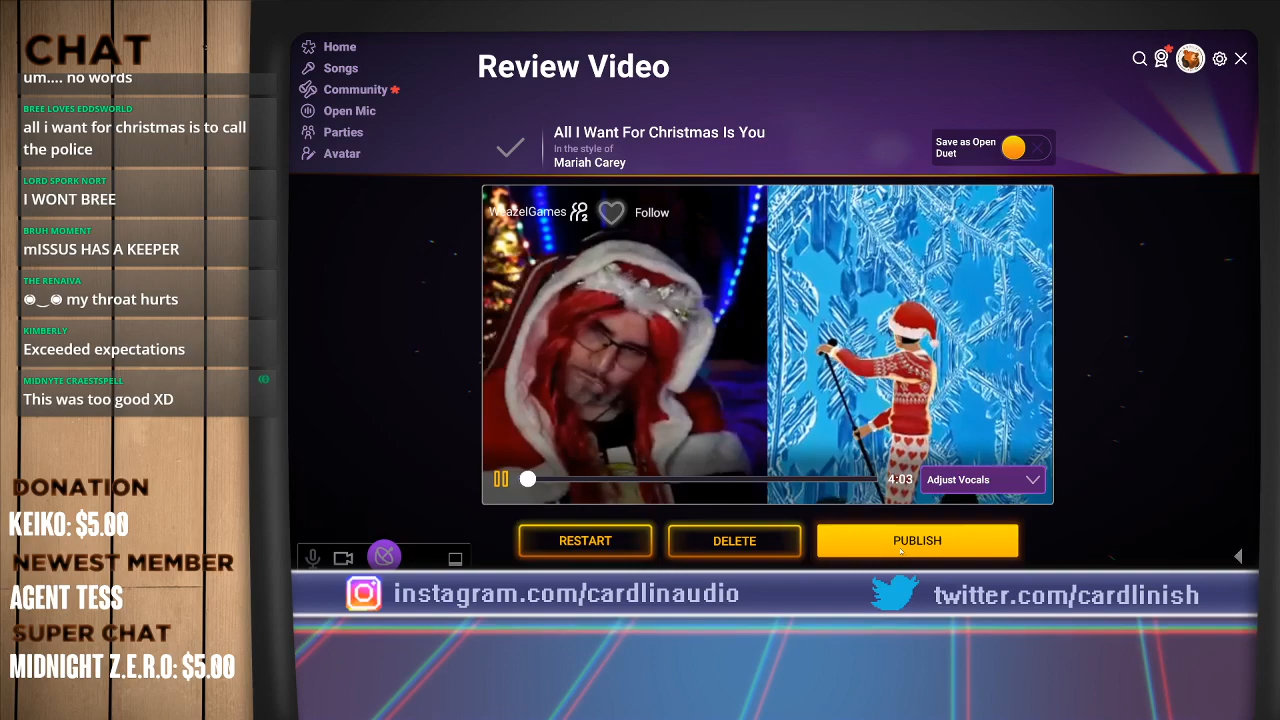 CHAT
um.... no words
BREE LOVES EDDSWORLD
all i want for christmas is to call
the police
LORD SPORK NORT
I WONT BREE
BRUH MOMENT
mISSUS HAS A KEEPER
THE RENAIVA
◉‿◉ my throat hurts
KIMBERLY
Exceeded expectations
MIDNYTE CRAESTSPELL
This was too good XD
DONATION
KEIKO: $5.00
NEWEST MEMBER
AGENT TESS
SUPER CHAT
MIDNIGHT Z.E.R.O: $5.00
Home
Songs
Community
Open Mic
Parties
Avatar
Review Video
All I Want For Christmas Is You
In the style of
Mariah Carey
Save as Open
Duet
WeazelGames
2
Follow
4:03
Adjust Vocals
RESTART
DELETE
PUBLISH
instagram.com/cardlinaudio
twitter.com/cardlinish